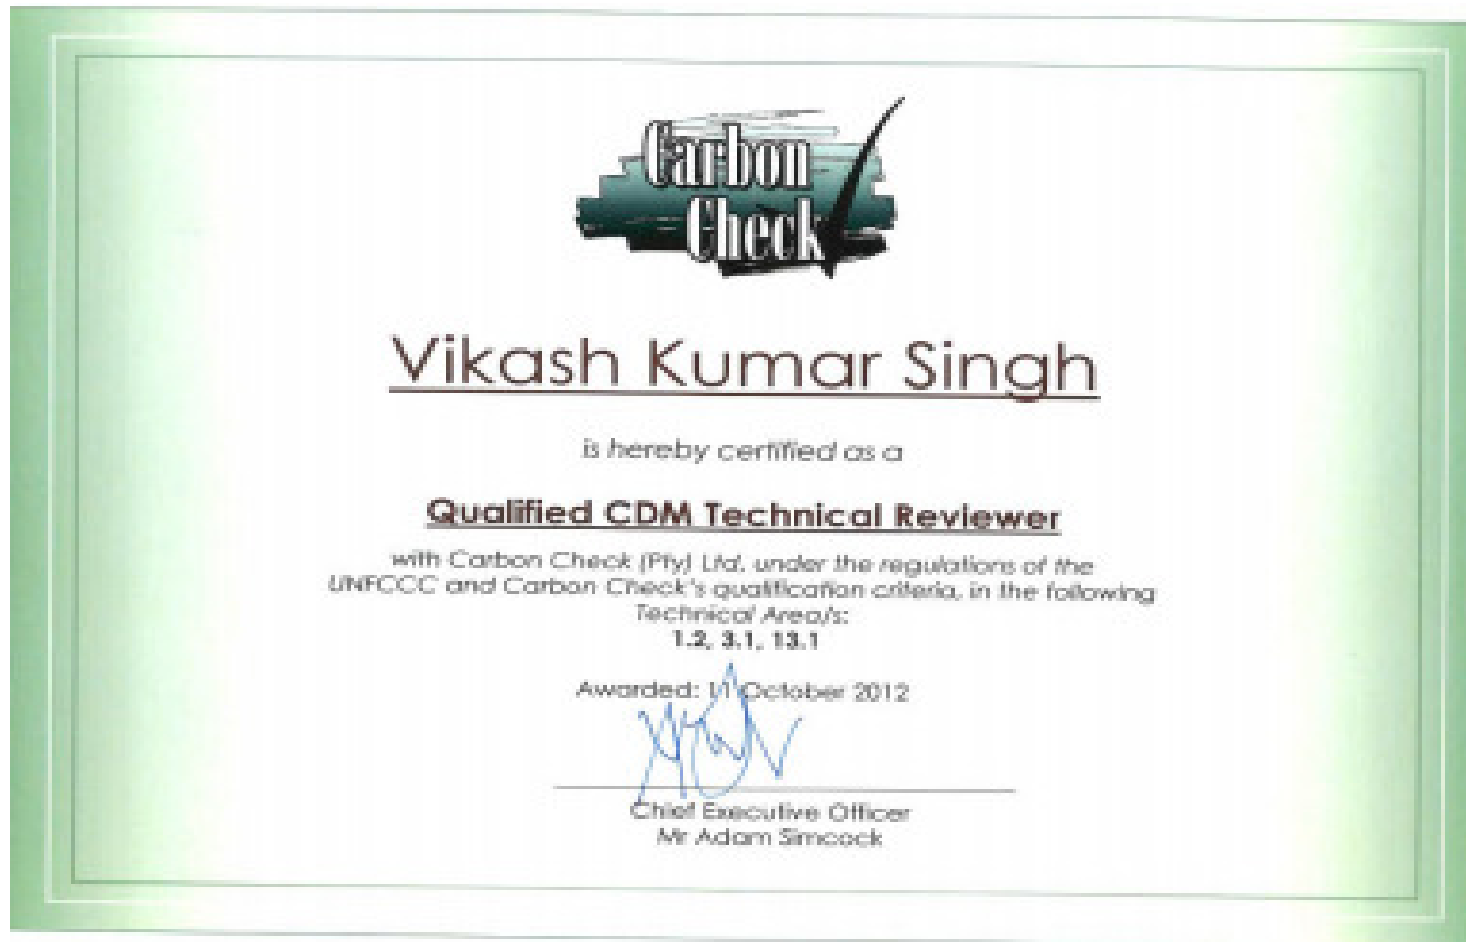 Carbon
Check
Vikash Kumar Singh
is hereby certified as a
Qualified CDM Technical Reviewer
with Carbon Check (Pty) Ltd, under the regulations of the
UNFCCC and Carbon Check's qualification criteria, in the following
Technical Area/s:
1.2, 3.1, 13.1
Awarded: 11 October 2012
Chief Executive Officer
Mr Adam Simcock